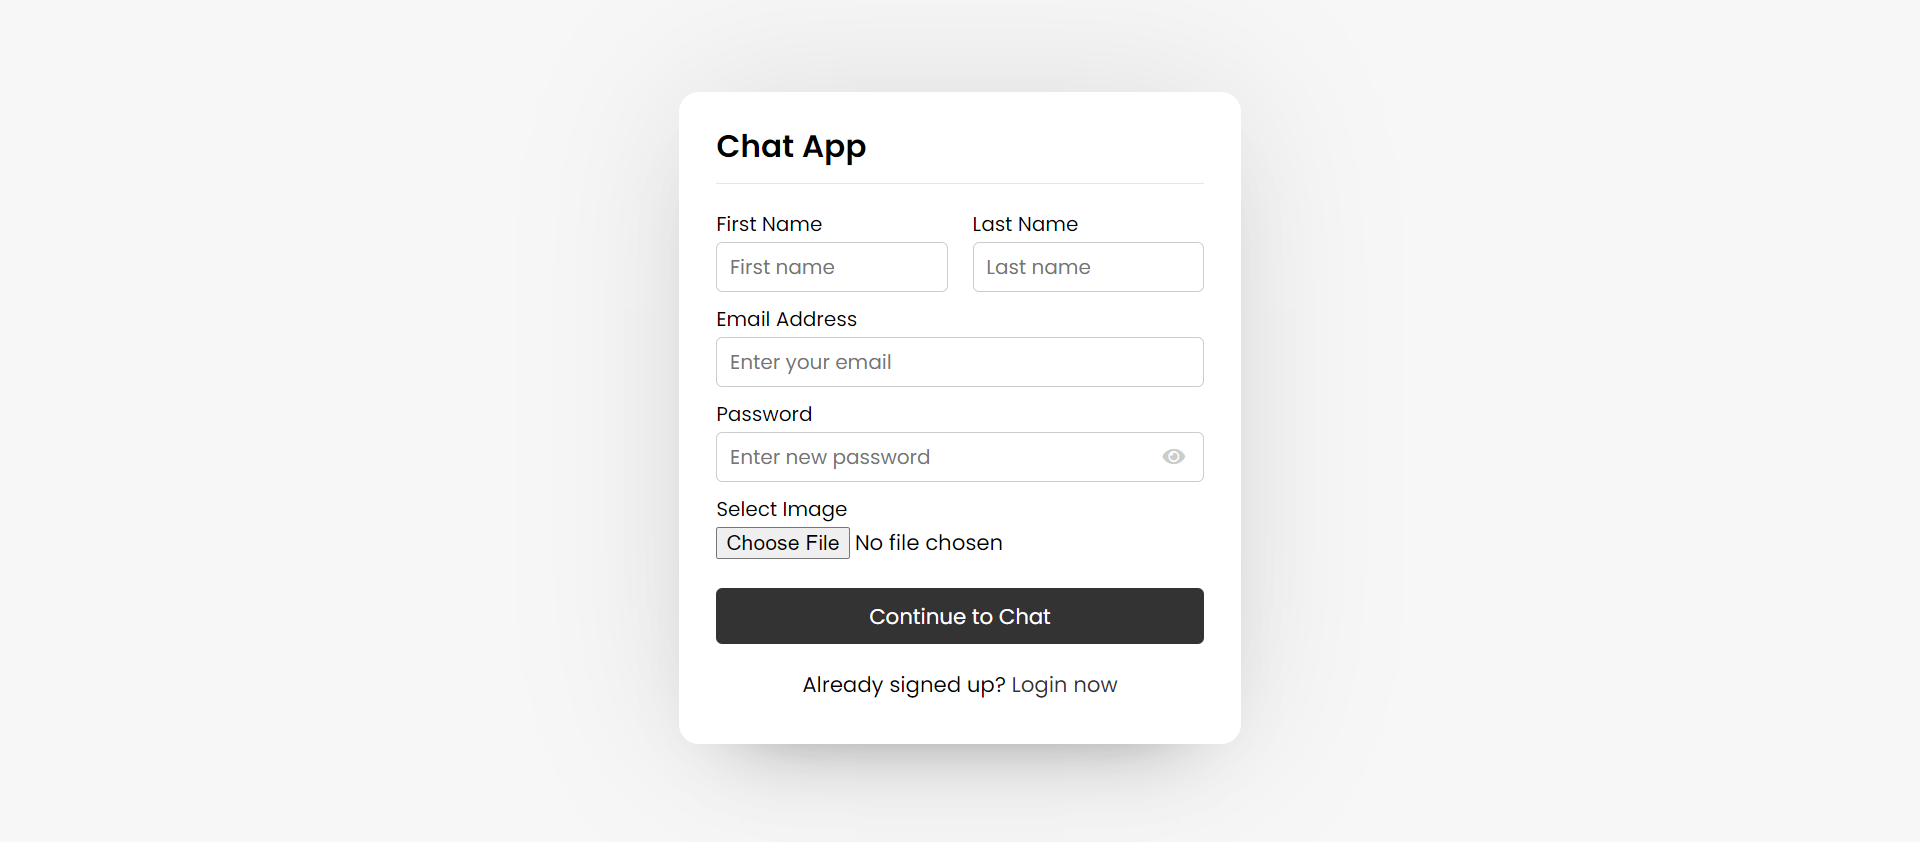 Chat App
First Name Last Name
First name Last name
Email Address
Enter your email
Password
Enter new password
Select Image
Choose File No file chosen
Continue to Chat
Already signed up? Login now